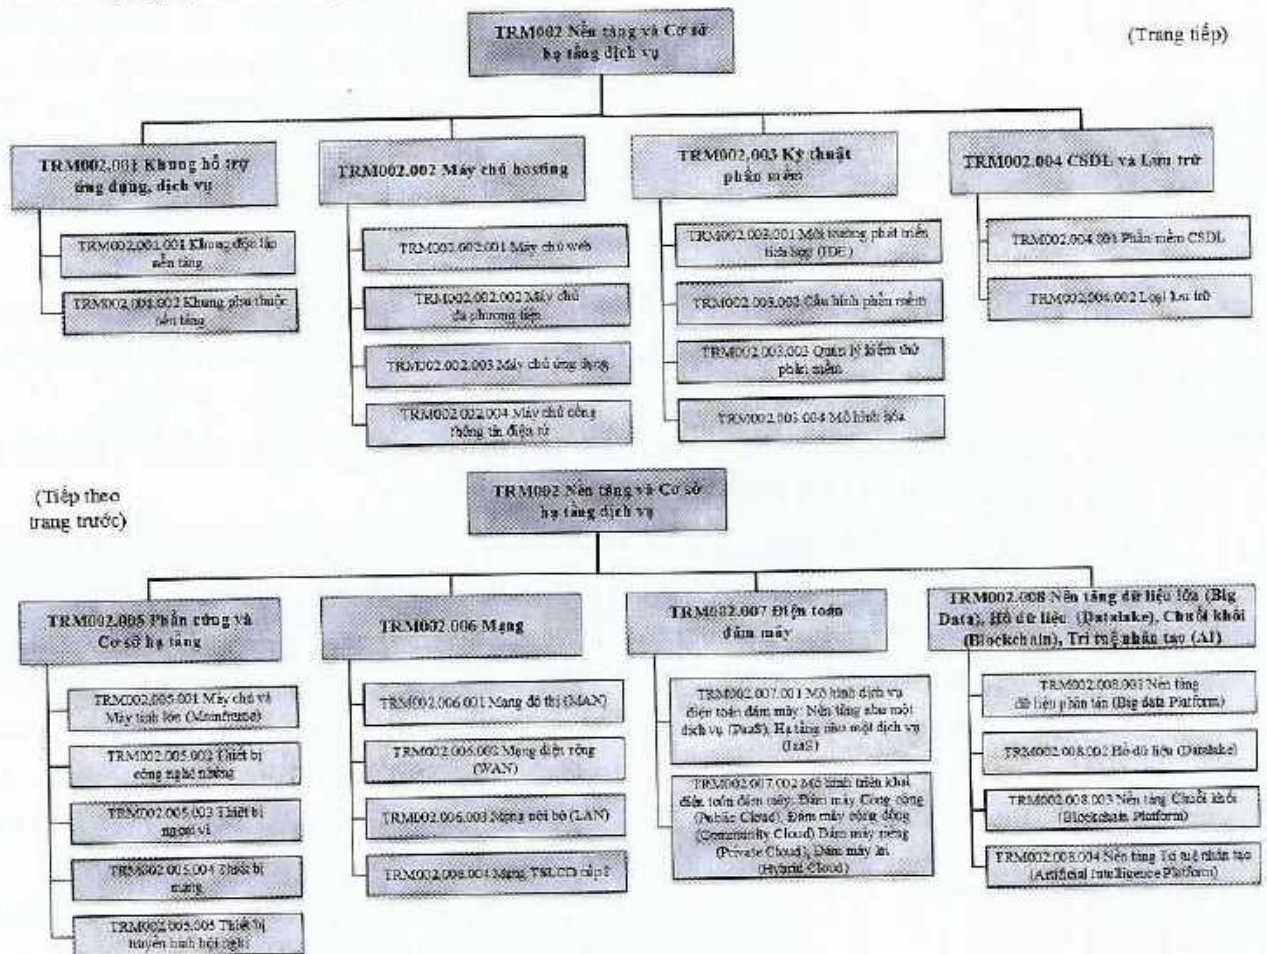 TRM002 Nền tảng và Cơ sở
hạ tầng dịch vụ
(Trang tiếp)
TRM002.001 Khung hỗ trợ
ứng dụng, dịch vụ
TRM002.002 Máy chủ hosting
TRM002.003 Kỹ thuật
phần mềm
TRM002.004 CSDL và Lưu trữ
TRM002.001.001 Khung độc lập
nền tảng
TRM002.001.002 Khung phụ thuộc
nền tảng
TRM002.002.001 Máy chủ web
TRM002.002.002 Máy chủ
đa phương tiện
TRM002.002.003 Máy chủ ứng dụng
TRM002.002.004 Máy chủ cổng
thông tin điện tử
TRM002.003.001 Môi trường phát triển
tích hợp (IDE)
TRM002.003.002 Cấu hình phần mềm
TRM002.003.003 Quản lý kiểm thử
phần mềm
TRM002.003.004 Mô hình hóa
TRM002.004.001 Phần mềm CSDL
TRM002.004.002 Loại lưu trữ
(Tiếp theo
trang trước)
TRM002 Nền tảng và Cơ sở
hạ tầng dịch vụ
TRM002.005 Phần cứng và
Cơ sở hạ tầng
TRM002.006 Mạng
TRM002.007 Điện toán
đám mây
TRM002.008 Nền tảng dữ liệu lớn (Big
Data), Hồ dữ liệu (Datalake), Chuỗi khối
(Blockchain), Trí tuệ nhân tạo (AI)
TRM002.005.001 Máy chủ và
Máy tính lớn (Mainframe)
TRM002.005.002 Thiết bị
công nghệ nhúng
TRM002.005.003 Thiết bị
ngoại vi
TRM002.005.004 Thiết bị
mạng
TRM002.005.005 Thiết bị
truyền hình hội nghị
TRM002.006.001 Mạng đô thị (MAN)
TRM002.006.002 Mạng diện rộng
(WAN)
TRM002.006.003 Mạng nội bộ (LAN)
TRM002.006.004 Mạng TSLCD cấp 2
TRM002.007.001 Mô hình dịch vụ
điện toán đám mây: Nền tảng như một
dịch vụ (PaaS), Hạ tầng như một dịch vụ
(IaaS)
TRM002.007.002 Mô hình triển khai
điện toán đám mây: Đám mây Công cộng
(Public Cloud), Đám mây cộng đồng
(Community Cloud) Đám mây riêng
(Private Cloud), Đám mây lai
(Hybrid Cloud)
TRM002.008.001 Nền tảng
dữ liệu phân tán (Big data Platform)
TRM002.008.002 Hồ dữ liệu (Datalake)
TRM002.008.003 Nền tảng Chuỗi khối
(Blockchain Platform)
TRM002.008.004 Nền tảng Trí tuệ nhân tạo
(Artificial Intelligence Platform)